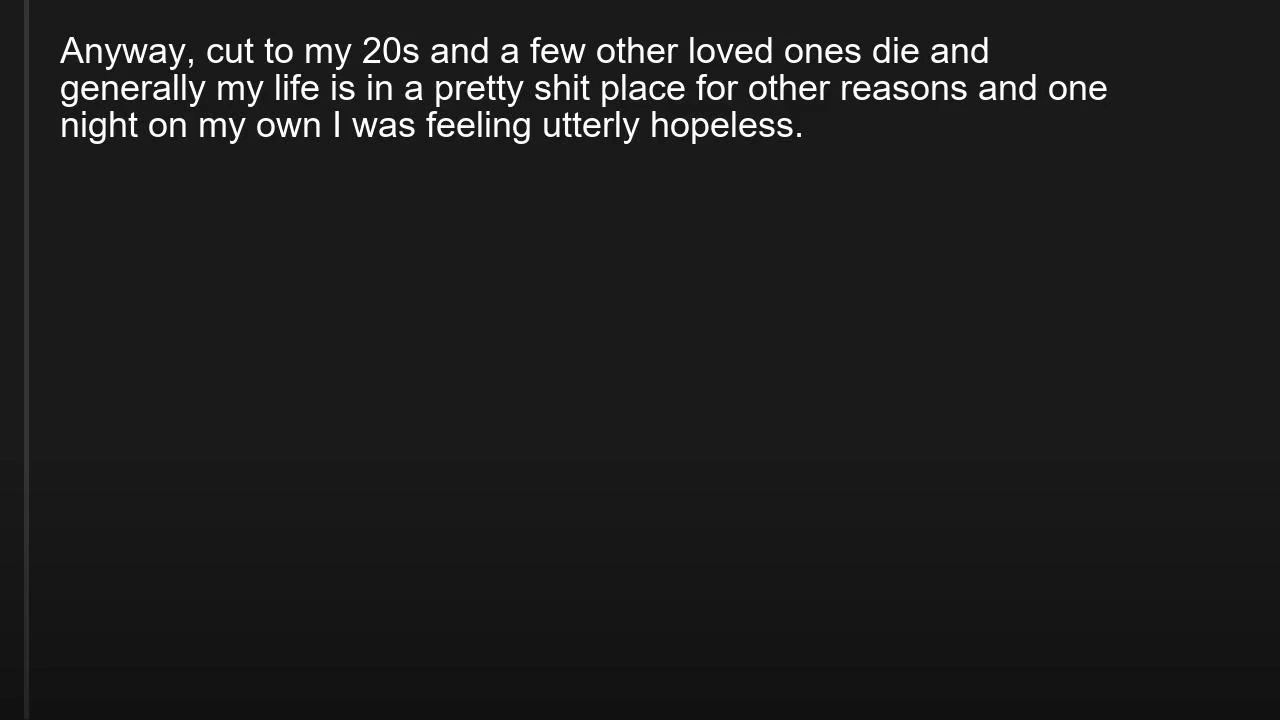 Anyway, cut to my 20s and a few other loved ones die and
generally my life is in a pretty shit place for other reasons and one
night on my own I was feeling utterly hopeless.